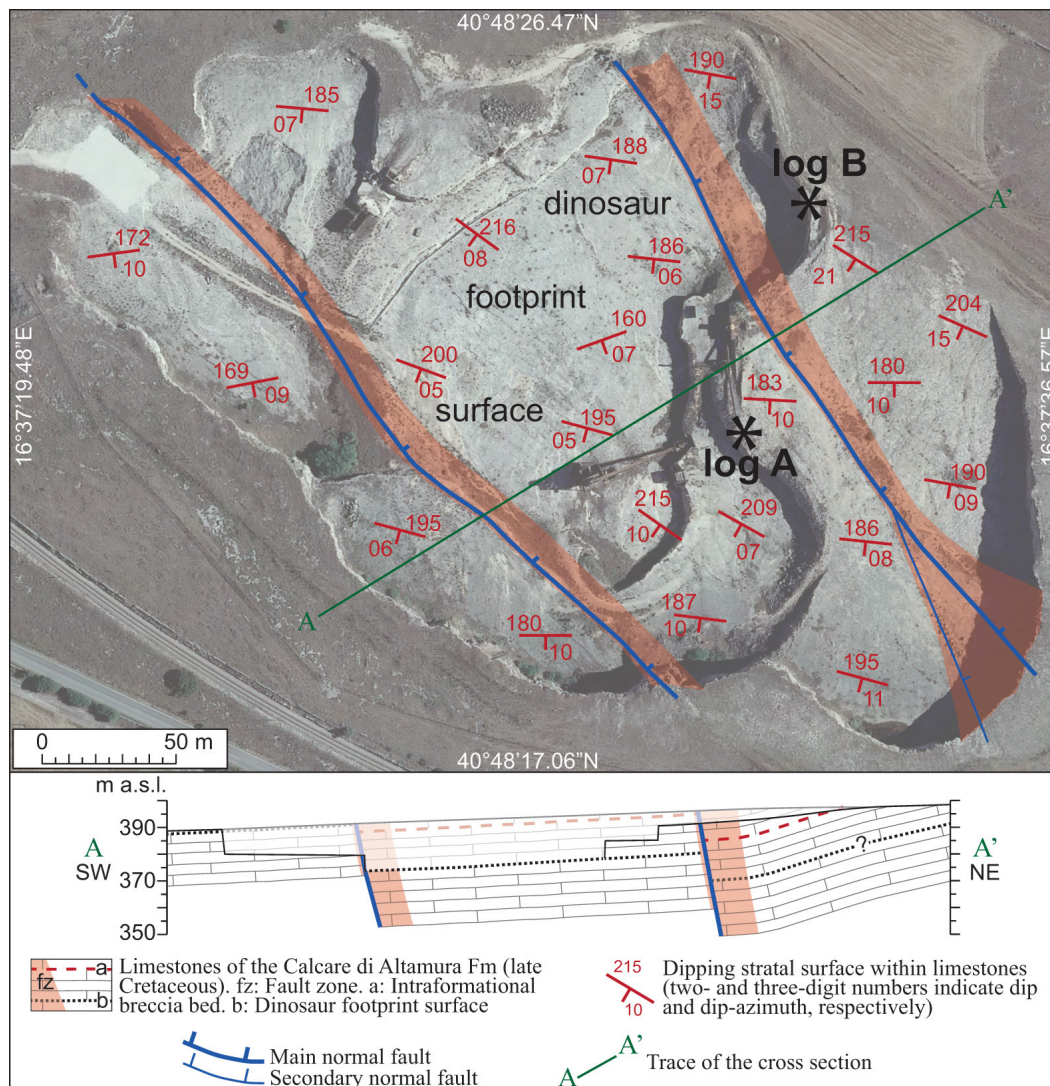 40°48'26.47"N
190
15
185
07
log B
188
07
dinosaur
A'
216
08
172
10
186
06
215
21
footprint
204
15
16°37'19.48"E
16°37'36.57"E
160
07
200
05
169
09
180
10
183
10
surface
195
05
log A
190
09
215
10
209
07
195
06
186
08
A
187
10
180
10
195
11
0 50 m
40°48'17.06"N
m a.s.l.
390
A
SW
370
350
?
A'
NE
a
fz
b
Limestones of the Calcare di Altamura Fm (late
Cretaceous). fz: Fault zone. a: Intraformational
breccia bed. b: Dinosaur footprint surface
215
10
Dipping stratal surface within limestones
(two- and three-digit numbers indicate dip
and dip-azimuth, respectively)
Main normal fault
Secondary normal fault
A A'
Trace of the cross section